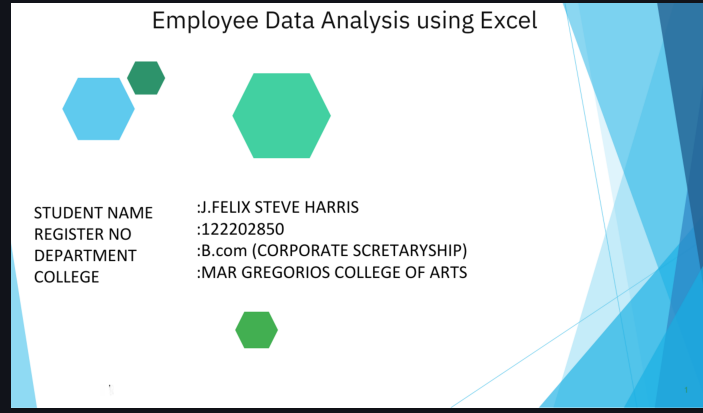 Employee Data Analysis using Excel
STUDENT NAME :J.FELIX STEVE HARRIS
REGISTER NO :122202850
DEPARTMENT :B.com (CORPORATE SCRETARYSHIP)
COLLEGE :MAR GREGORIOS COLLEGE OF ARTS